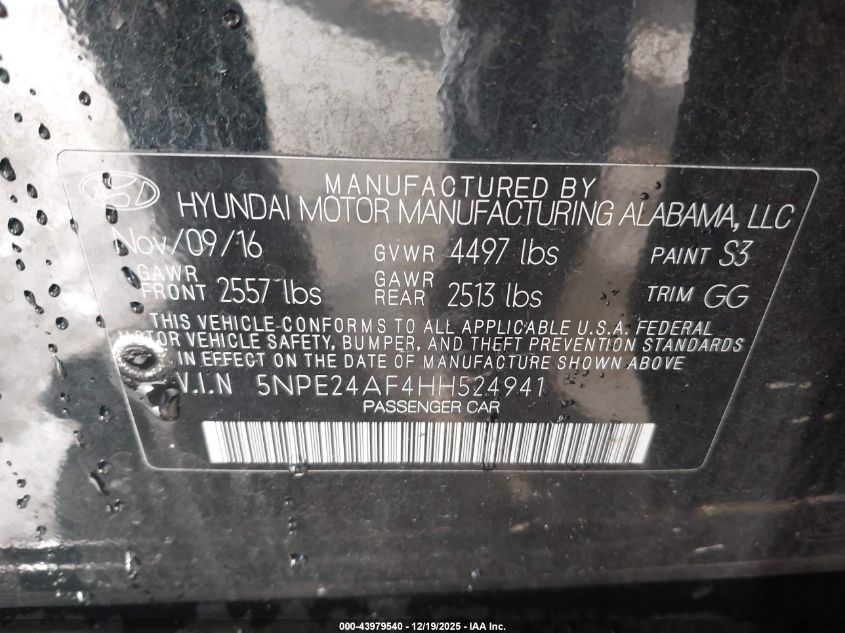 MANUFACTURED BY
HYUNDAI MOTOR MANUFACTURING ALABAMA, LLC
Nov/09/16 GVWR 4497 lbs PAINT S3
GAWR FRONT 2557 lbs GAWR REAR 2513 lbs TRIM GG
THIS VEHICLE CONFORMS TO ALL APPLICABLE U.S.A. FEDERAL
MOTOR VEHICLE SAFETY, BUMPER, AND THEFT PREVENTION STANDARDS
IN EFFECT ON THE DATE OF MANUFACTURE SHOWN ABOVE
V.I.N 5NPE24AF4HH524941
PASSENGER CAR
000-43979540 - 12/19/2025 - IAA Inc.